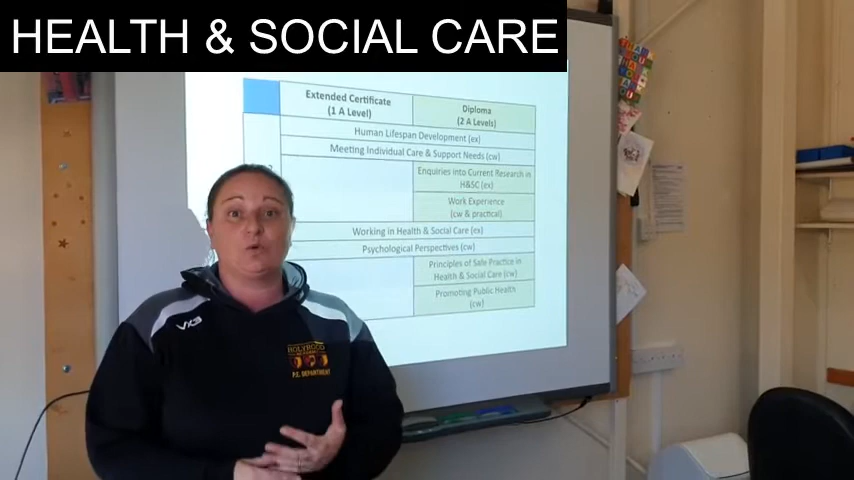 HEALTH & SOCIAL CARE
Extended Certificate
(1 A Level)
Diploma
(2 A Levels)
Human Lifespan Development (ex)
Meeting Individual Care & Support Needs (cw)
Enquiries into Current Research in
H&SC (ex)
Work Experience
(cw & practical)
Working in Health & Social Care (ex)
Psychological Perspectives (cw)
Principles of Safe Practice in
Health & Social Care (cw)
Promoting Public Health
(cw)
VX3
HOLYROOD
P.E. DEPARTMENT